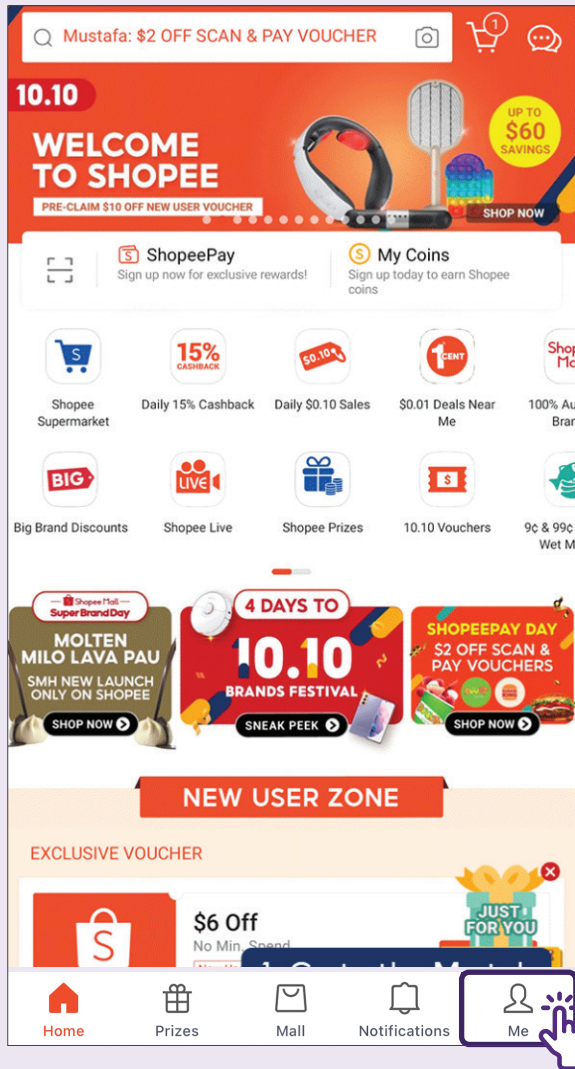 Mustafa: $2 OFF SCAN & PAY VOUCHER
1
10.10
WELCOME
TO SHOPEE
PRE-CLAIM $10 OFF NEW USER VOUCHER
UP TO
$60
SAVINGS
SHOP NOW
ShopeePay
Sign up now for exclusive rewards!
My Coins
Sign up today to earn Shopee
coins
15%
CASHBACK
$0.10
1 CENT
Shopee
Supermarket
Daily 15% Cashback
Daily $0.10 Sales
$0.01 Deals Near
Me
100%
BIG
LIVE
Big Brand Discounts
Shopee Live
Shopee Prizes
10.10 Vouchers
9¢ & 99¢
Wet
Shopee Mall
Super Brand Day
MOLTEN
MILO LAVA PAU
SMH NEW LAUNCH
ONLY ON SHOPEE
SHOP NOW
4 DAYS TO
10.10
BRANDS FESTIVAL
SNEAK PEEK
SHOPEEPAY DAY
$2 OFF SCAN &
PAY VOUCHERS
SHOP NOW
NEW USER ZONE
EXCLUSIVE VOUCHER
$6 Off
No Min. Spend
JUST
FOR YOU
Home
Prizes
Mall
Notifications
Me